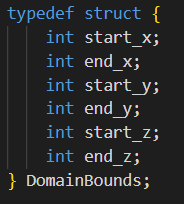 typedef struct {
    int start_x;
    int end_x;
    int start_y;
    int end_y;
    int start_z;
    int end_z;
} DomainBounds;